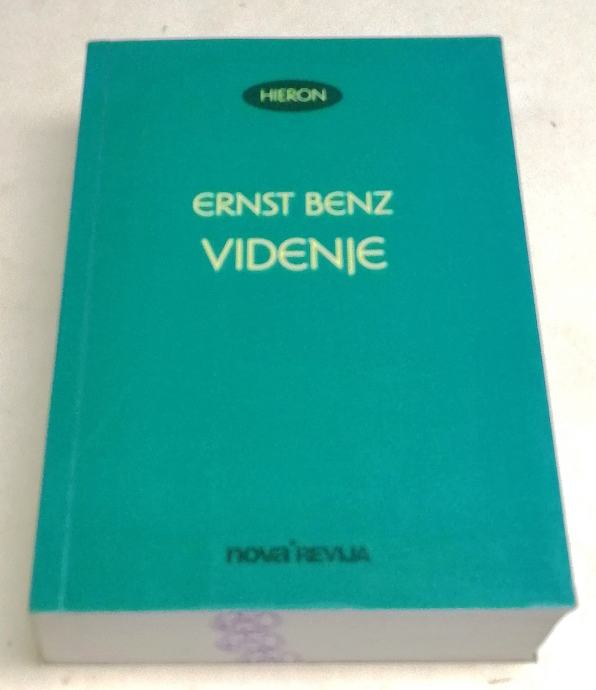 HIERON
ERNST BENZ
VIDENJE
nova REVIJA